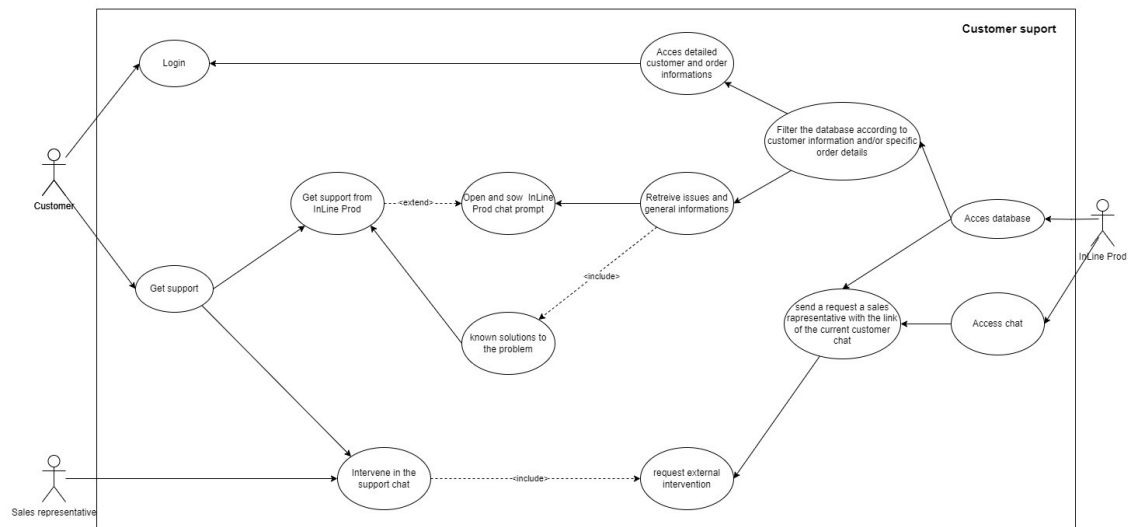 Customer suport
Login
Acces detailed
customer and order
informations
Filter the database according to
customer information and/or specific
order details
Customer
Get support from
InLine Prod
<extend>
Open and sow InLine
Prod chat prompt
Retreive issues and
general informations
Acces database
InLine Prod
Get support
<include>
known solutions to
the problem
send a request a sales
rapresentative with the link
of the current customer
chat
Access chat
Intervene in the
support chat
<include>
request external
intervention
Sales representative